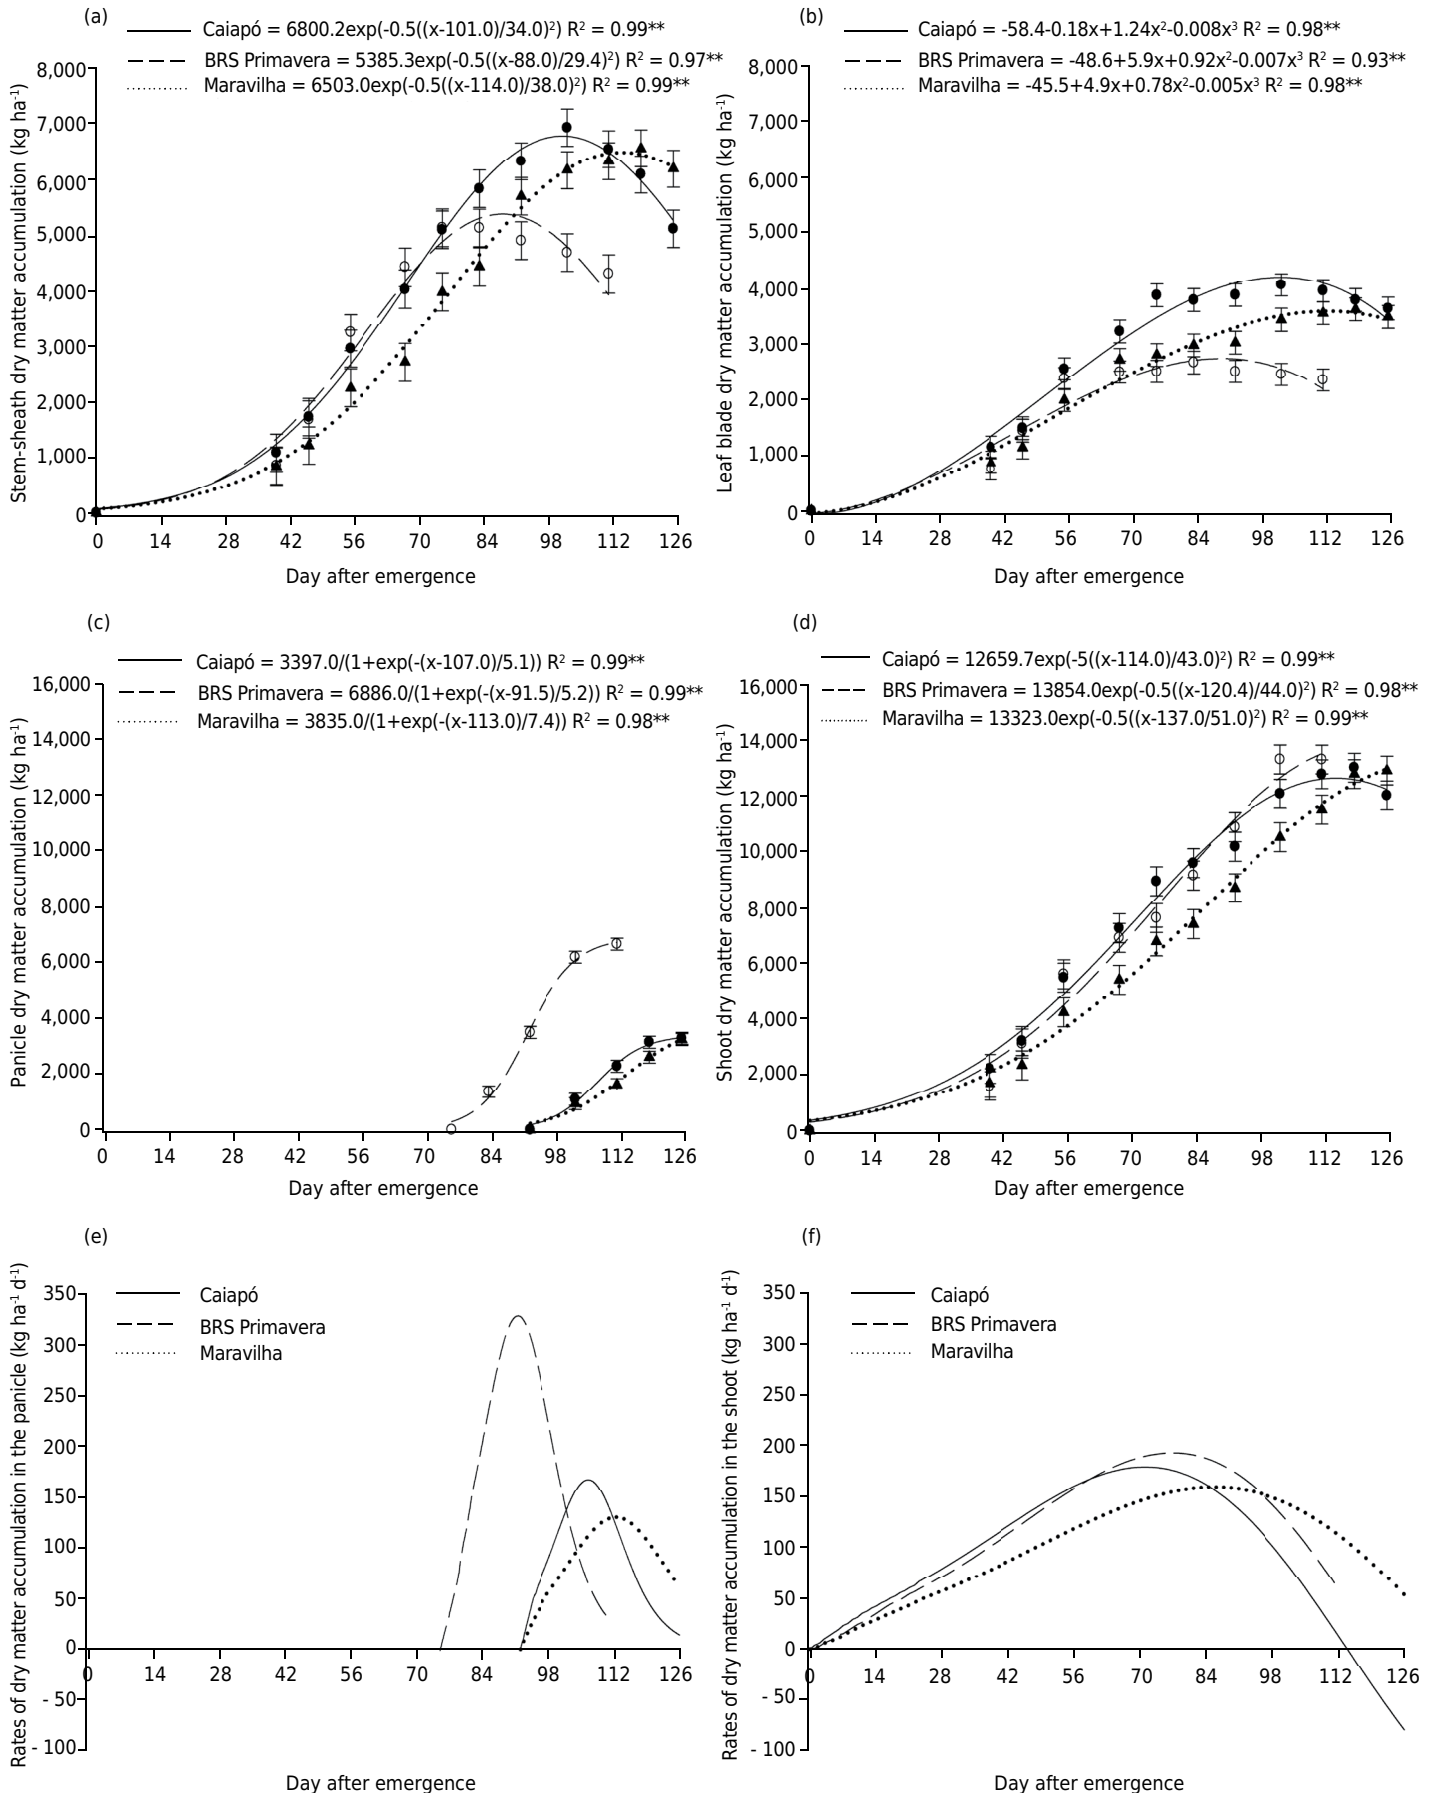 (a)
Caiapó = 6800.2exp(-0.5((x-101.0)/34.0)²) R² = 0.99**
BRS Primavera = 5385.3exp(-0.5((x-88.0)/29.4)²) R² = 0.97**
Maravilha = 6503.0exp(-0.5((x-114.0)/38.0)²) R² = 0.99**
Stem-sheath dry matter accumulation (kg ha⁻¹)
8,000
7,000
6,000
5,000
4,000
3,000
2,000
1,000
0
0 14 28 42 56 70 84 98 112 126
Day after emergence
(b)
Caiapó = -58.4-0.18x+1.24x²-0.008x³ R² = 0.98**
BRS Primavera = -48.6+5.9x+0.92x²-0.007x³ R² = 0.93**
Maravilha = -45.5+4.9x+0.78x²-0.005x³ R² = 0.98**
Leaf blade dry matter accumulation (kg ha⁻¹)
8,000
7,000
6,000
5,000
4,000
3,000
2,000
1,000
0
0 14 28 42 56 70 84 98 112 126
Day after emergence
(c)
Caiapó = 3397.0/(1+exp(-(x-107.0)/5.1)) R² = 0.99**
BRS Primavera = 6886.0/(1+exp(-(x-91.5)/5.2)) R² = 0.99**
Maravilha = 3835.0/(1+exp(-(x-113.0)/7.4)) R² = 0.98**
Panicle dry matter accumulation (kg ha⁻¹)
16,000
14,000
12,000
10,000
8,000
6,000
4,000
2,000
0
0 14 28 42 56 70 84 98 112 126
Day after emergence
(d)
Caiapó = 12659.7exp(-5((x-114.0)/43.0)²) R² = 0.99**
BRS Primavera = 13854.0exp(-0.5((x-120.4)/44.0)²) R² = 0.98**
Maravilha = 13323.0exp(-0.5((x-137.0/51.0)²) R² = 0.99**
Shoot dry matter accumulation (kg ha⁻¹)
16,000
14,000
12,000
10,000
8,000
6,000
4,000
2,000
0
0 14 28 42 56 70 84 98 112 126
Day after emergence
(e)
Caiapó
BRS Primavera
Maravilha
Rates of dry matter accumulation in the panicle (kg ha⁻¹ d⁻¹)
350
300
250
200
150
100
50
0
- 50
- 100
0 14 28 42 56 70 84 98 112 126
Day after emergence
(f)
Caiapó
BRS Primavera
Maravilha
Rates of dry matter accumulation in the shoot (kg ha⁻¹ d⁻¹)
350
300
250
200
150
100
50
0
- 50
- 100
0 14 28 42 56 70 84 98 112 126
Day after emergence